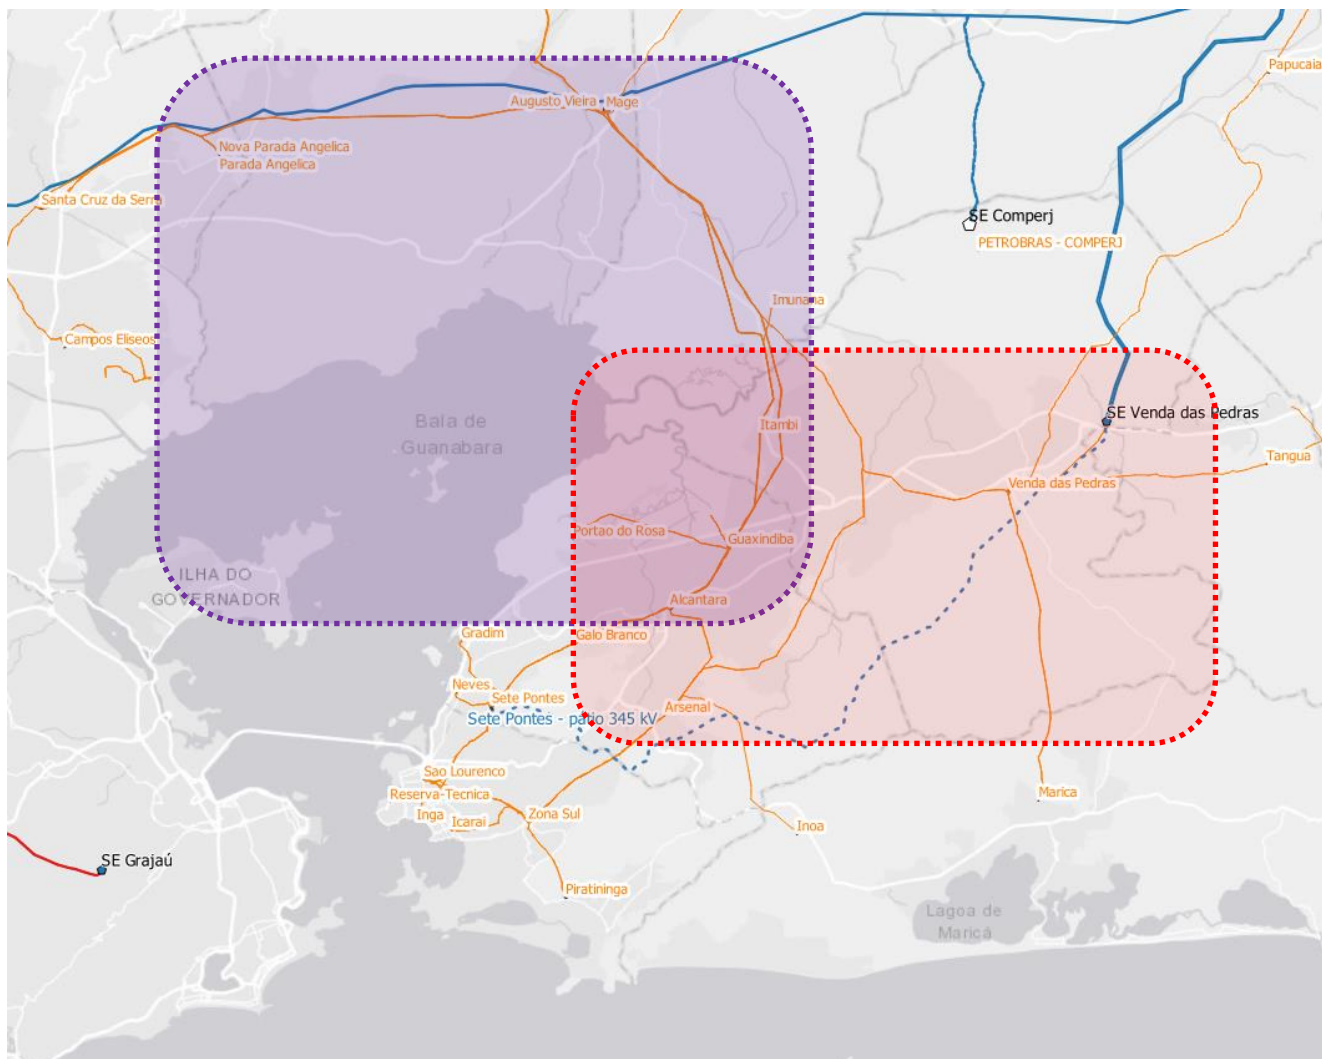 Papucaia
Augusto Vieira
Mage
Nova Parada Angelica
Parada Angelica
Santa Cruz da Serra
SE Comperj
PETROBRAS - COMPERJ
Imunana
Campos Eliseos
Baia de
Guanabara
SE Venda das Pedras
Itambi
Tangua
Venda das Pedras
Portao do Rosa
Guaxindiba
ILHA DO
GOVERNADOR
Alcantara
Gradim
Galo Branco
Neves
Sete Pontes
Arsenal
Sete Pontes - patio 345 kV
Sao Lourenco
Reserva-Tecnica
Marica
Inga
Icarai
Zona Sul
Inoa
SE Grajaú
Piratininga
Lagoa de
Maricá